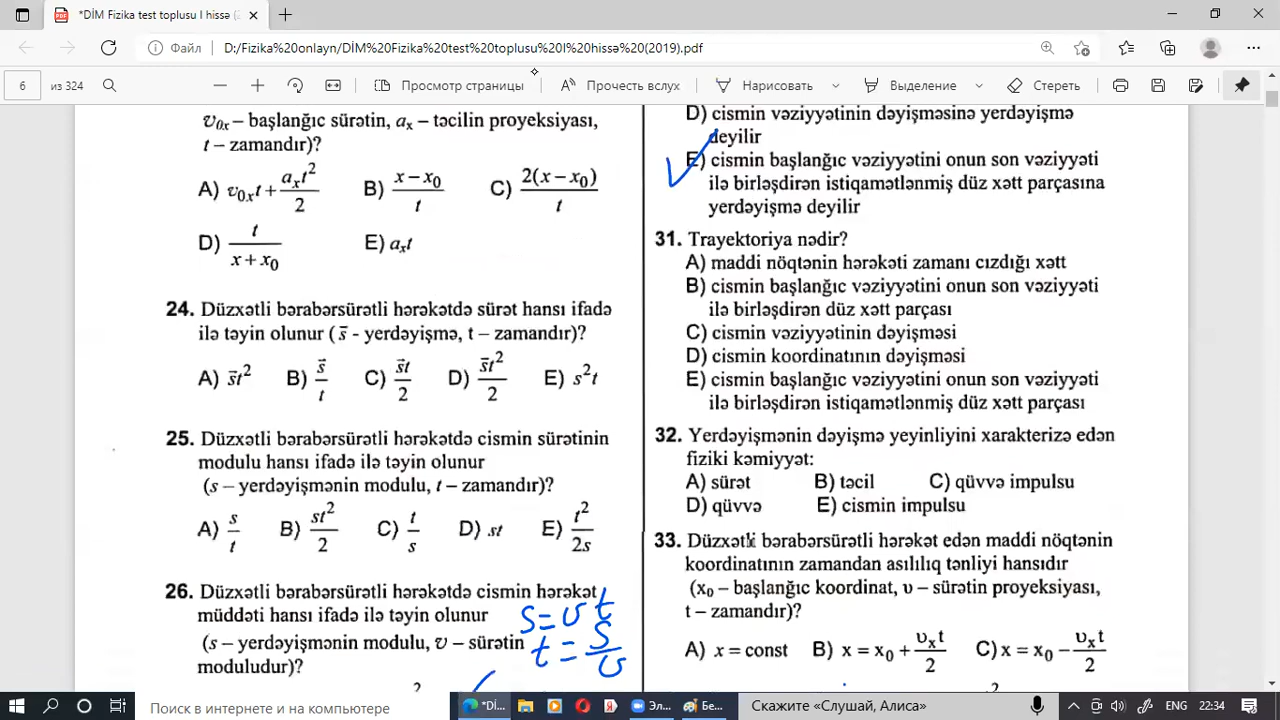 *DİM Fizika test toplusu I hissə (
Файл
D:/Fizika%20onlayn/DİM%20Fizika%20test%20toplusu%20I%20hissə%20(2019).pdf
6 из 324
Просмотр страницы
Прочесть вслух
Нарисовать
Выделение
Стереть
υ0x – başlanğıc sürətin, ax – təcilin proyeksiyası,
t – zamandır)?
A) υ0xt + axt²/2 B) x – x0/t C) 2(x – x0)/t
D) t/x + x0 E) axt
24. Düzxətli bərabərsürətli hərəkətdə sürət hansı ifadə
ilə təyin olunur (s⃗ - yerdəyişmə, t – zamandır)?
A) s⃗t² B) s⃗/t C) s⃗t/2 D) s⃗t²/2 E) s²t
25. Düzxətli bərabərsürətli hərəkətdə cismin sürətinin
modulu hansı ifadə ilə təyin olunur
(s – yerdəyişmənin modulu, t – zamandır)?
A) s/t B) st²/2 C) t/s D) st E) t²/2s
26. Düzxətli bərabərsürətli hərəkətdə cismin hərəkət
müddəti hansı ifadə ilə təyin olunur
(s – yerdəyişmənin modulu, υ – sürətin
moduludur)?
2
s = υt
t = s/υ
D) cismin vəziyyətinin dəyişməsinə yerdəyişmə
deyilir
E) cismin başlanğıc vəziyyətini onun son vəziyyəti
ilə birləşdirən istiqamətlənmiş düz xətt parçasına
yerdəyişmə deyilir
31. Trayektoriya nədir?
A) maddi nöqtənin hərəkəti zamanı cızdığı xətt
B) cismin başlanğıc vəziyyətini onun son vəziyyəti
ilə birləşdirən düz xətt parçası
C) cismin vəziyyətinin dəyişməsi
D) cismin koordinatının dəyişməsi
E) cismin başlanğıc vəziyyətini onun son vəziyyəti
ilə birləşdirən istiqamətlənmiş düz xətt parçası
32. Yerdəyişmənin dəyişmə yeyinliyini xarakterizə edən
fiziki kəmiyyət:
A) sürət B) təcil C) qüvvə impulsu
D) qüvvə E) cismin impulsu
33. Düzxətli bərabərsürətli hərəkət edən maddi nöqtənin
koordinatının zamandan asılılıq tənliyi hansıdır
(x0 – başlanğıc koordinat, υ – sürətin proyeksiyası,
t – zamandır)?
A) x = const B) x = x0 + υxt/2 C) x = x0 – υxt/2
2
Поиск в интернете и на компьютере
*Dİ...
Эл...
Бе...
Скажите «Слушай, Алиса»
AZ
22:34